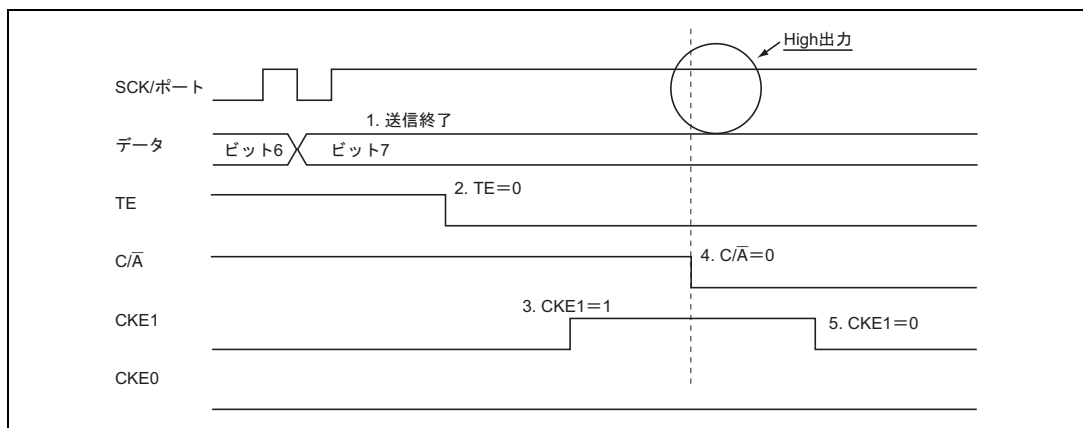 High出力
SCK/ポート
1. 送信終了
データ
ビット6
ビット7
2. TE=0
TE
C/A̅
4. C/A̅=0
3. CKE1=1
CKE1
5. CKE1=0
CKE0